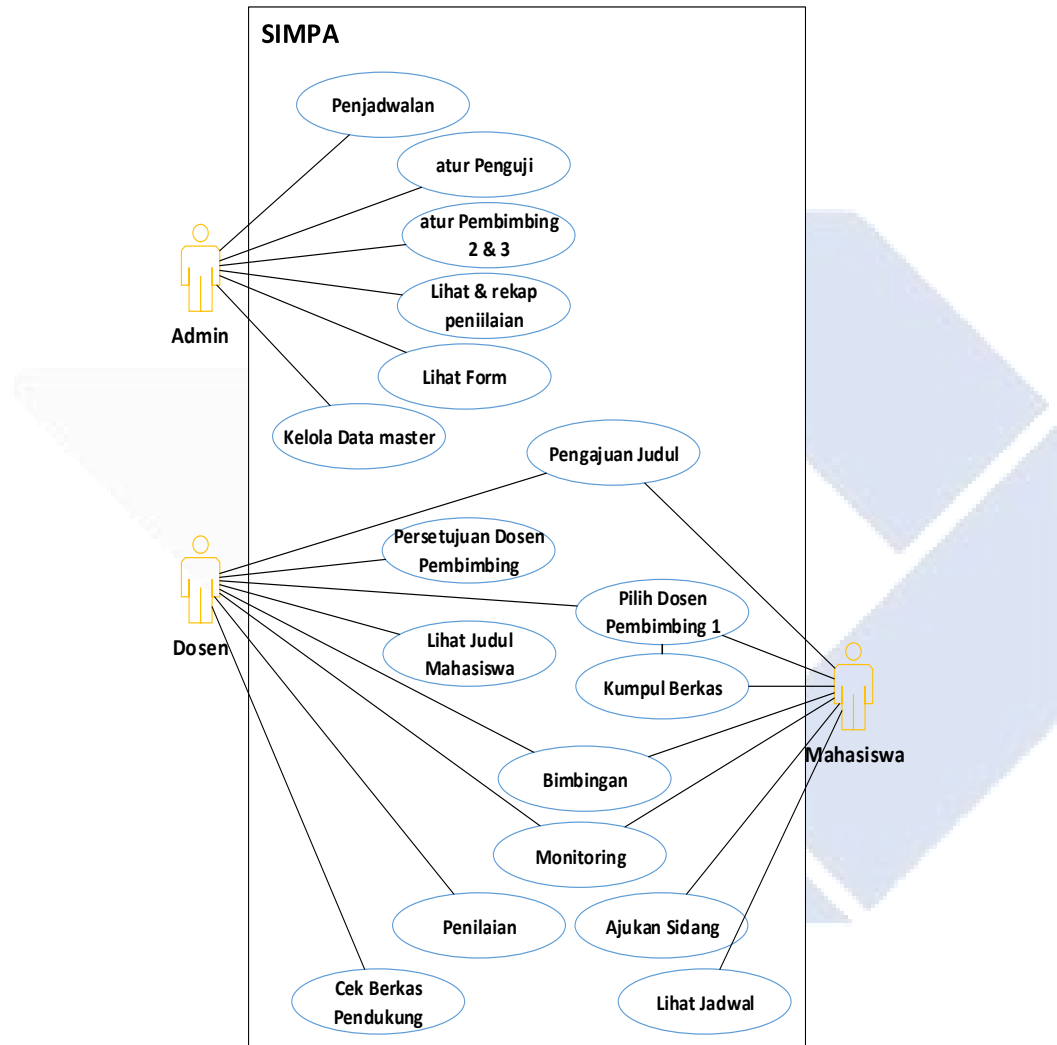 SIMPA
Penjadwalan
atur Penguji
atur Pembimbing
2 & 3
Lihat & rekap
peniilaian
Admin
Lihat Form
Kelola Data master
Pengajuan Judul
Persetujuan Dosen
Pembimbing
Pilih Dosen
Pembimbing 1
Dosen
Lihat Judul
Mahasiswa
Kumpul Berkas
Mahasiswa
Bimbingan
Monitoring
Penilaian
Ajukan Sidang
Cek Berkas
Pendukung
Lihat Jadwal